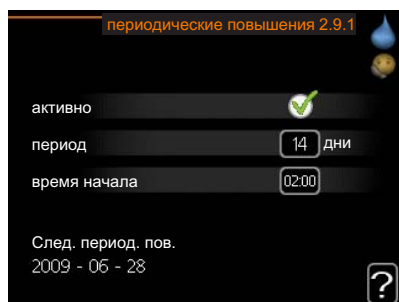 периодические повышения 2.9.1
активно
период 14 дни
время начала 02:00
След. период. пов.
2009 - 06 - 28
?